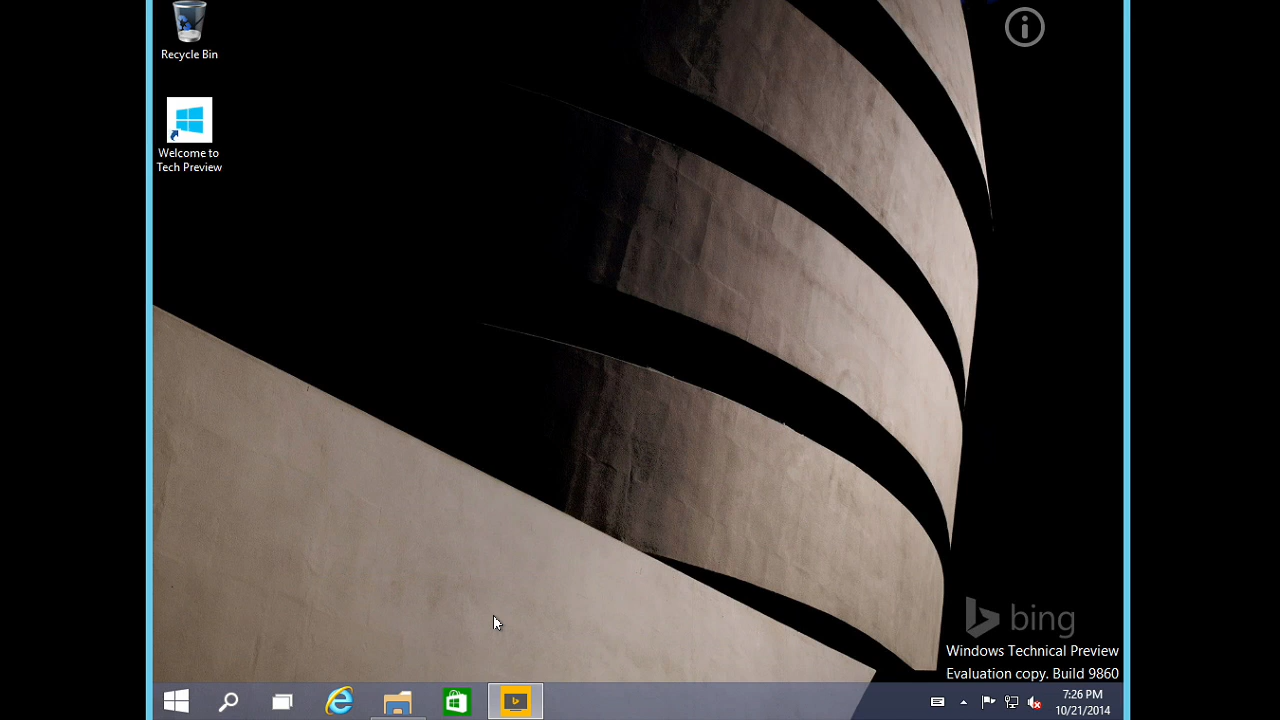 Recycle Bin
Welcome to
Tech Preview
bing
Windows Technical Preview
Evaluation copy. Build 9860
7:26 PM
10/21/2014